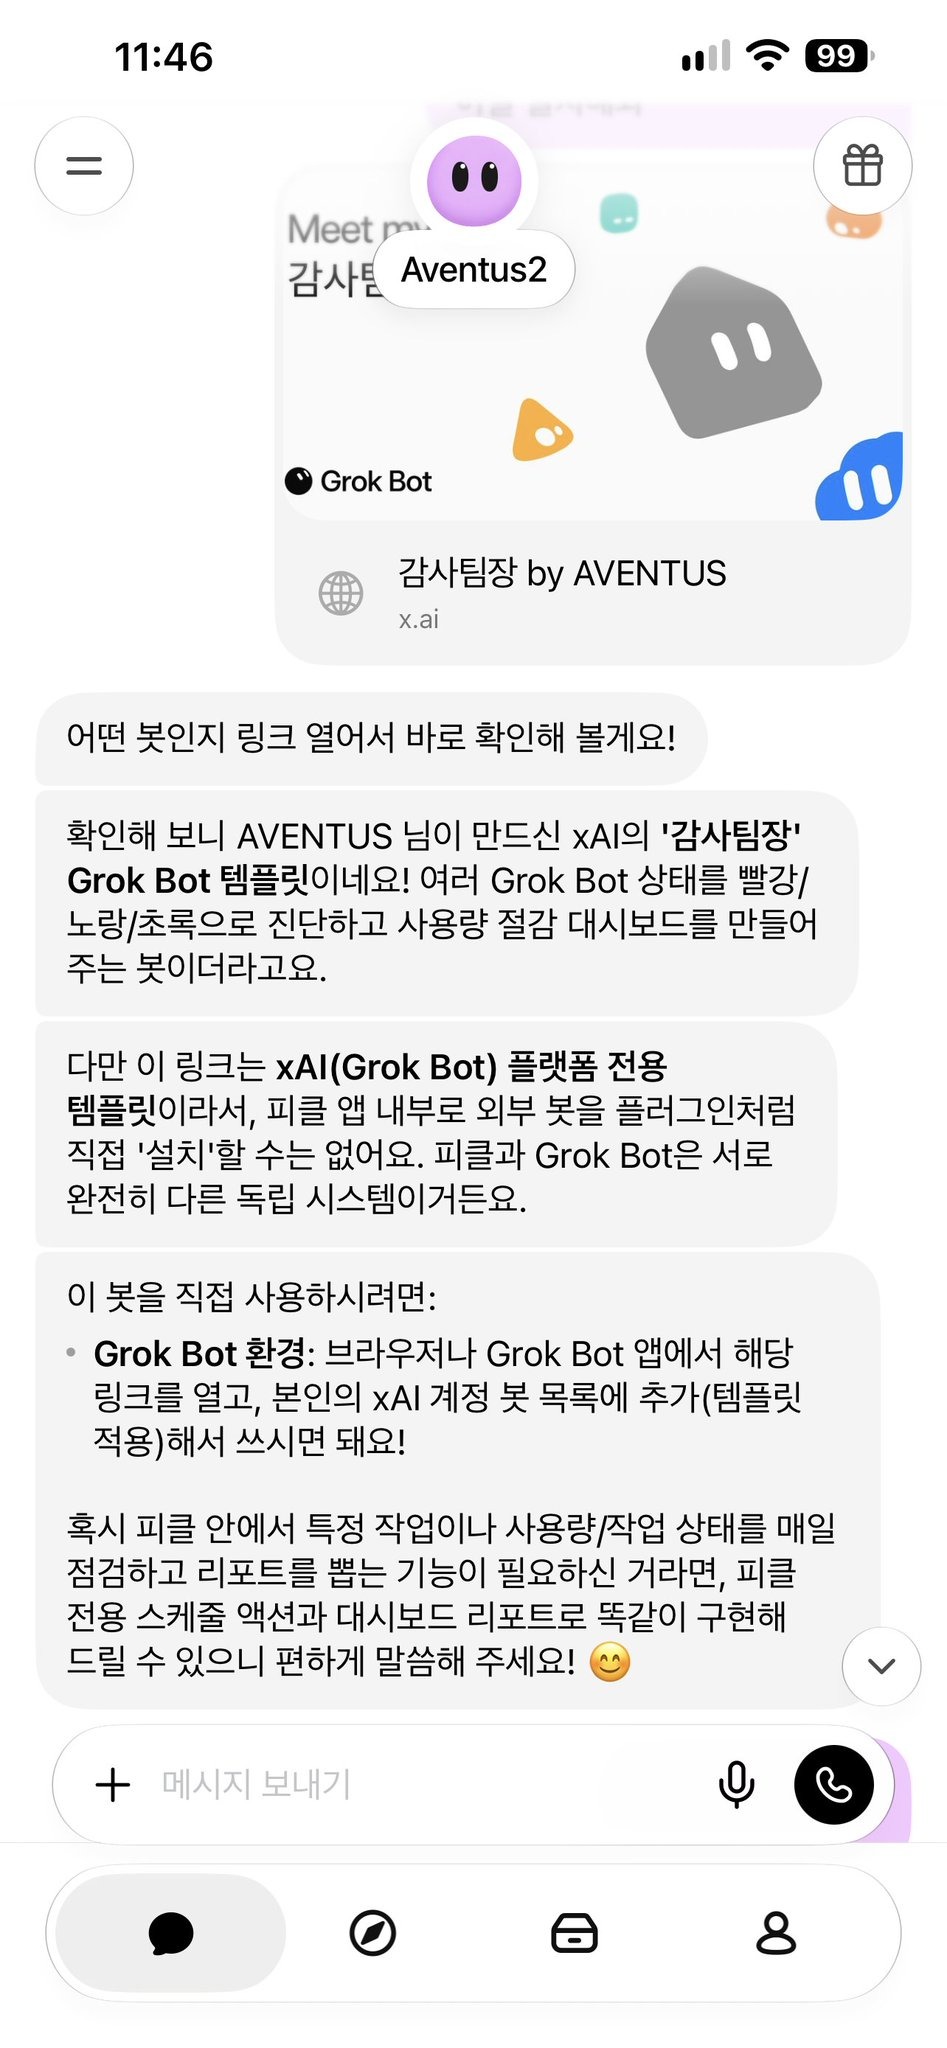 11:46
99
Meet my
감사팀
Aventus2
Grok Bot
감사팀장 by AVENTUS
x.ai
어떤 봇인지 링크 열어서 바로 확인해 볼게요!
확인해 보니 AVENTUS 님이 만드신 xAI의 '감사팀장'
Grok Bot 템플릿이네요! 여러 Grok Bot 상태를 빨강/
노랑/초록으로 진단하고 사용량 절감 대시보드를 만들어
주는 봇이더라고요.
다만 이 링크는 xAI(Grok Bot) 플랫폼 전용
템플릿이라서, 피클 앱 내부로 외부 봇을 플러그인처럼
직접 '설치'할 수는 없어요. 피클과 Grok Bot은 서로
완전히 다른 독립 시스템이거든요.
이 봇을 직접 사용하시려면:
• Grok Bot 환경: 브라우저나 Grok Bot 앱에서 해당
링크를 열고, 본인의 xAI 계정 봇 목록에 추가(템플릿
적용)해서 쓰시면 돼요!
혹시 피클 안에서 특정 작업이나 사용량/작업 상태를 매일
점검하고 리포트를 뽑는 기능이 필요하신 거라면, 피클
전용 스케줄 액션과 대시보드 리포트로 똑같이 구현해
드릴 수 있으니 편하게 말씀해 주세요! 😊
메시지 보내기